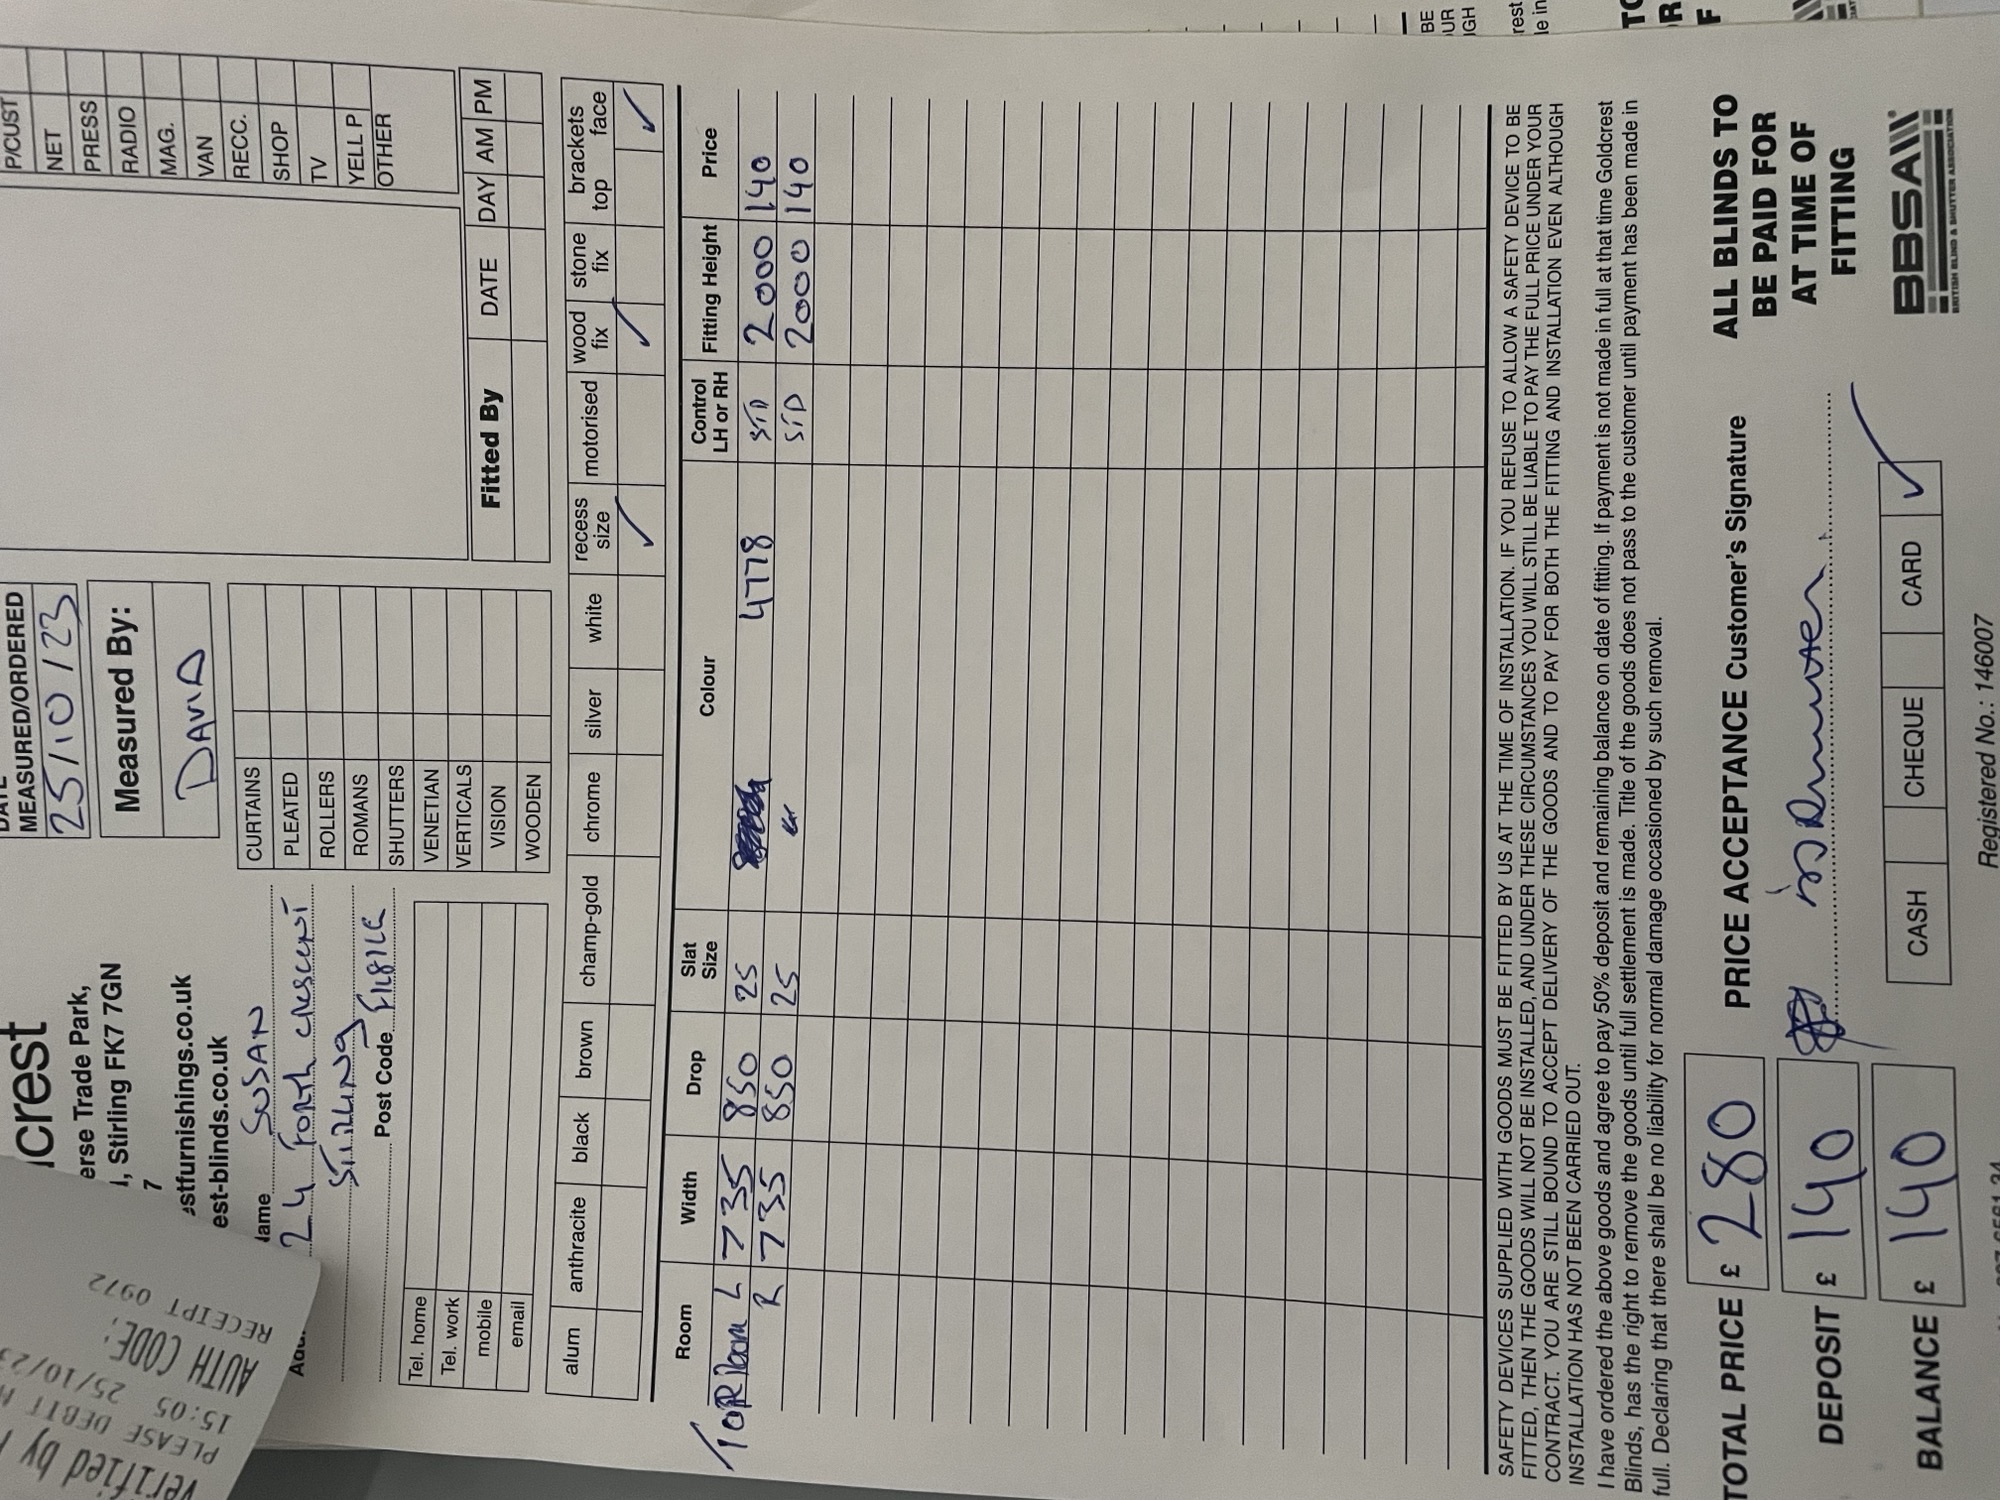 crest
erse Trade Park,
, Stirling FK7 7GN
7
estfurnishings.co.uk
est-blinds.co.uk
DATE
MEASURED/ORDERED
25/10/23
Measured By:
DAVID
P/CUST
NET
PRESS
RADIO
MAG.
VAN
RECC.
SHOP
TV
YELL P
OTHER
Name SUSAN
24 Forth Crescent
Stirling
Post Code FK8 1LE
Tel. home
Tel. work
mobile
email
CURTAINS
PLEATED
ROLLERS
ROMANS
SHUTTERS
VENETIAN
VERTICALS
VISION
WOODEN
Fitted By DATE DAY AM PM
alum anthracite black brown champ-gold chrome silver white recess size motorised wood fix stone fix brackets top face
Room Width Drop Slat Size Colour Control LH or RH Fitting Height Price
L 735 850 25 4778 STD 2000 140
R 735 850 25 STD 2000 140
SAFETY DEVICES SUPPLIED WITH GOODS MUST BE FITTED BY US AT THE TIME OF INSTALLATION. IF YOU REFUSE TO ALLOW A SAFETY DEVICE TO BE
FITTED, THEN THE GOODS WILL NOT BE INSTALLED, AND UNDER THESE CIRCUMSTANCES YOU WILL STILL BE LIABLE TO PAY THE FULL PRICE UNDER YOUR
CONTRACT. YOU ARE STILL BOUND TO ACCEPT DELIVERY OF THE GOODS AND TO PAY FOR BOTH THE FITTING AND INSTALLATION EVEN ALTHOUGH
INSTALLATION HAS NOT BEEN CARRIED OUT.
I have ordered the above goods and agree to pay 50% deposit and remaining balance on date of fitting. If payment is not made in full at that time Goldcrest
Blinds, has the right to remove the goods until full settlement is made. Title of the goods does not pass to the customer until payment has been made in
full. Declaring that there shall be no liability for normal damage occasioned by such removal.
TOTAL PRICE £ 280
DEPOSIT £ 140
BALANCE £ 140
PRICE ACCEPTANCE Customer's Signature
CASH CHEQUE CARD
ALL BLINDS TO
BE PAID FOR
AT TIME OF
FITTING
BBSA
BRITISH BLIND & SHUTTER ASSOCIATION
Registered No.: 146007
Verified by
PLEASE DEBIT
15:05 25/10/23
AUTH CODE:
RECEIPT 0972